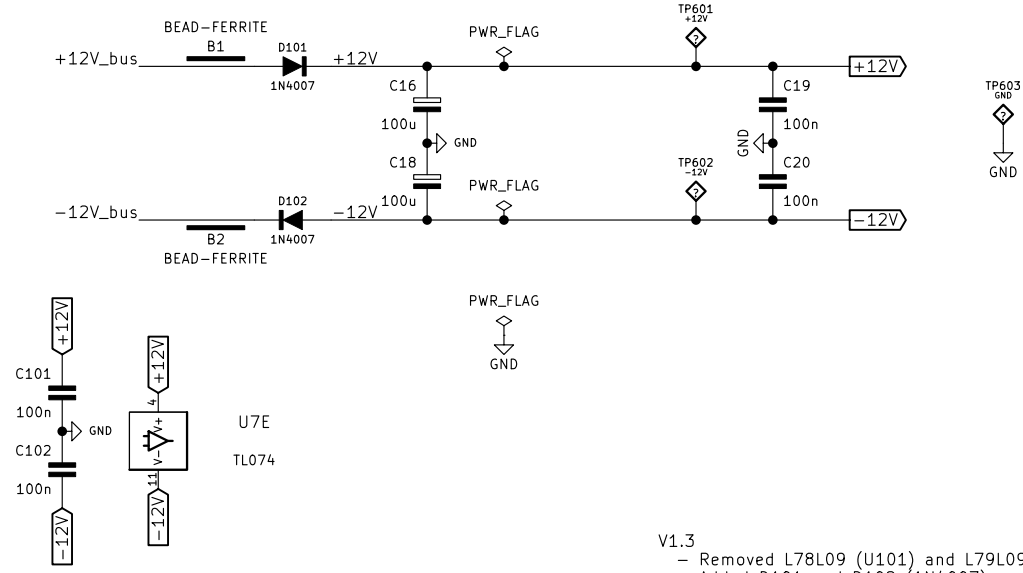 BEAD-FERRITE
B1
+12V_bus
D101
1N4007
+12V
PWR_FLAG
TP601
+12V
?
+12V
C16
100u
GND
C19
100n
GND
TP603
GND
?
GND
C18
100u
C20
100n
TP602
-12V
?
PWR_FLAG
-12V_bus
B2
BEAD-FERRITE
D102
1N4007
-12V
-12V
PWR_FLAG
GND
+12V
C101
100n
GND
C102
100n
-12V
+12V
4
V+
V-
11
-12V
U7E
TL074
V1.3
- Removed L78L09 (U101) and L79L09